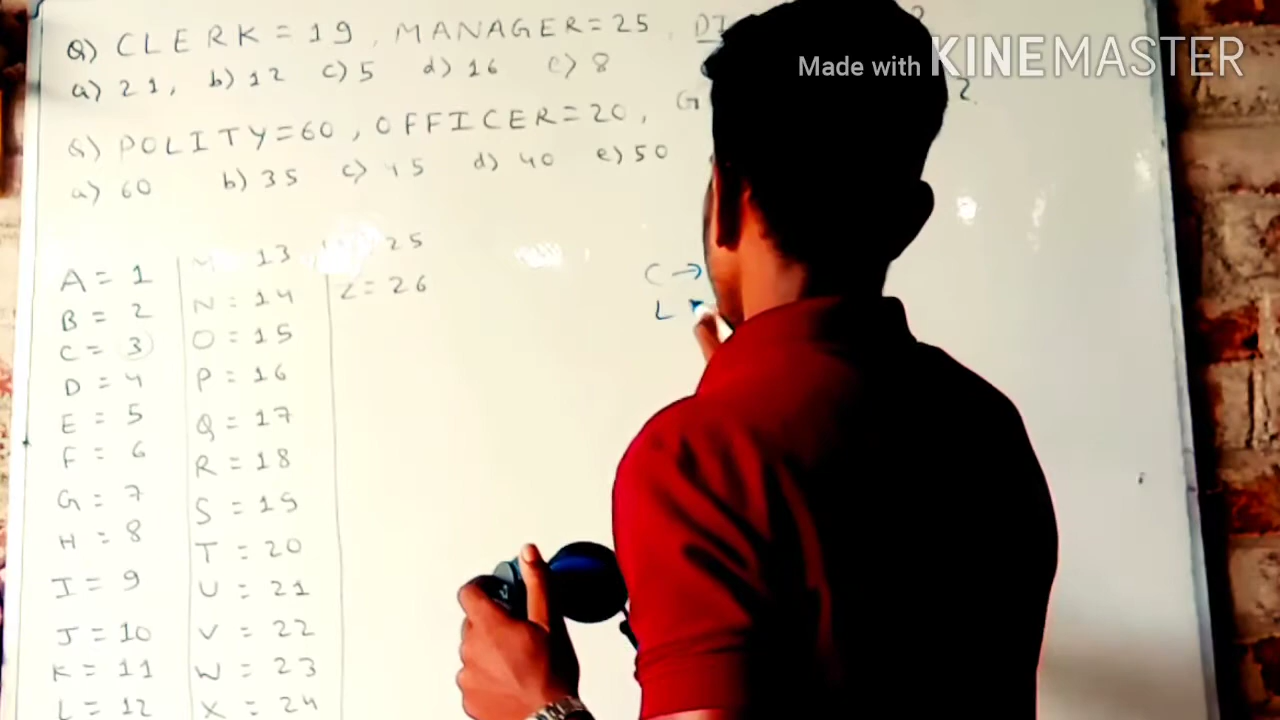 Q) CLERK = 19, MANAGER = 25,
a) 21, b) 12 c) 5 d) 16 e) 8
Q) POLITY = 60, OFFICER = 20, G
a) 60 b) 35 c) 45 d) 40 e) 50
Made with KINEMASTER
A = 1
B = 2
C = 3
D = 4
E = 5
F = 6
G = 7
H = 8
I = 9
J = 10
K = 11
L = 12
M 13
N = 14
O = 15
P = 16
Q = 17
R = 18
S = 19
T = 20
U = 21
V = 22
W = 23
X = 24
25
Z = 26
C →
L